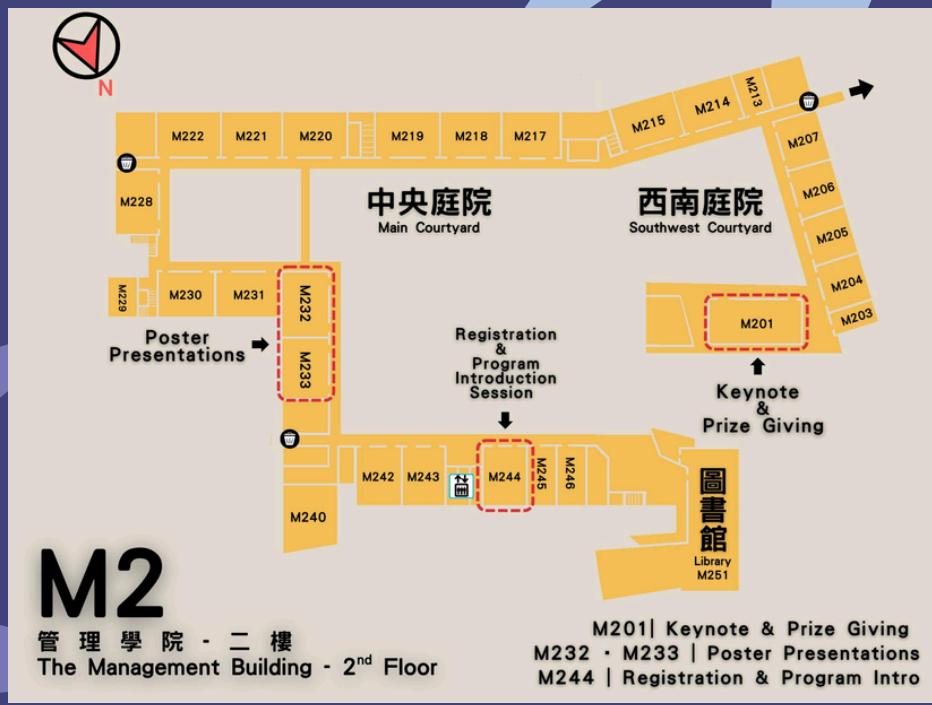 N
M222
M221
M220
M219
M218
M217
M215
M214
M213
M207
M206
M205
M204
M203
M228
中央庭院
Main Courtyard
西南庭院
Southwest Courtyard
M229
M230
M231
M232
M233
Poster
Presentations
Registration
&
Program
Introduction
Session
M201
Keynote
&
Prize Giving
M242
M243
M244
M245
M246
M240
圖書館
Library
M251
M2
管理學院 - 二樓
The Management Building - 2nd Floor
M201| Keynote & Prize Giving
M232 · M233 | Poster Presentations
M244 | Registration & Program Intro